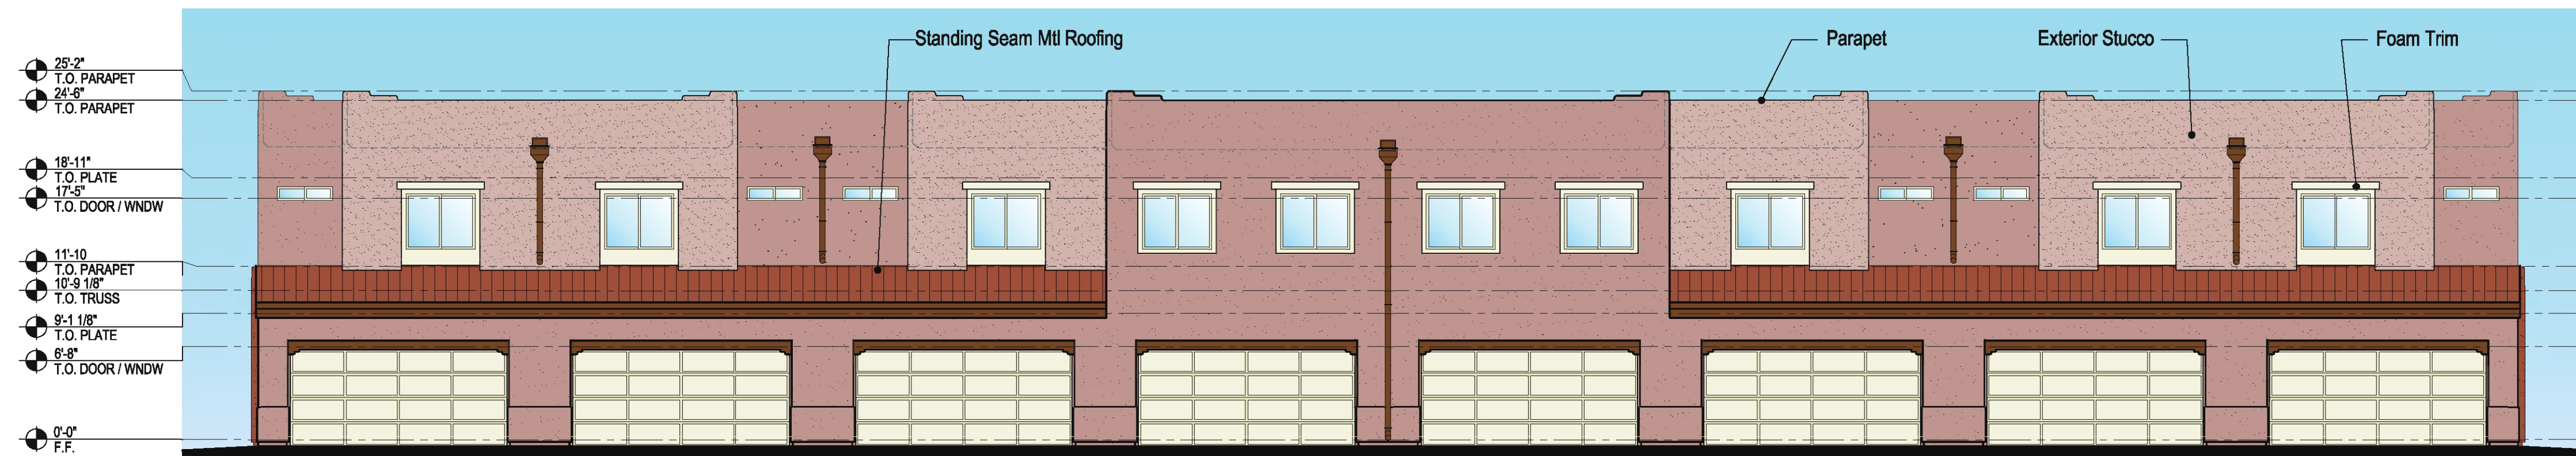 Standing Seam Mtl Roofing
Parapet
Exterior Stucco
Foam Trim
25'-2"
T.O. PARAPET
24'-6"
T.O. PARAPET
18'-11"
T.O. PLATE
17'-5"
T.O. DOOR / WNDW
11'-10
T.O. PARAPET
10'-9 1/8"
T.O. TRUSS
9'-1 1/8"
T.O. PLATE
6'-8"
T.O. DOOR / WNDW
0'-0"
F.F.